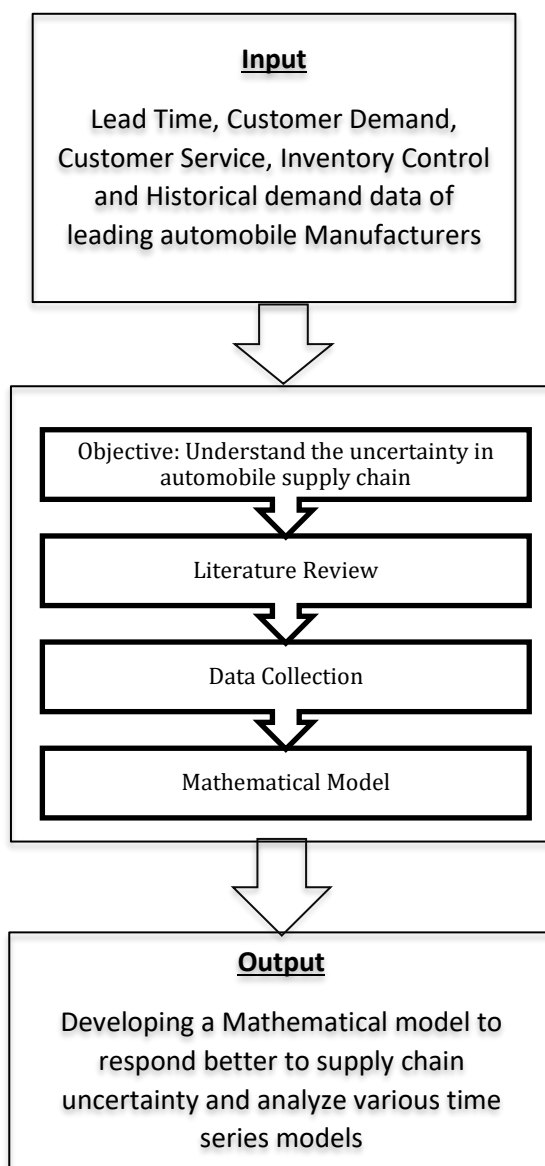 Input
Lead Time, Customer Demand,
Customer Service, Inventory Control
and Historical demand data of
leading automobile Manufacturers
Objective: Understand the uncertainty in
automobile supply chain
Literature Review
Data Collection
Mathematical Model
Output
Developing a Mathematical model to
respond better to supply chain
uncertainty and analyze various time
series models